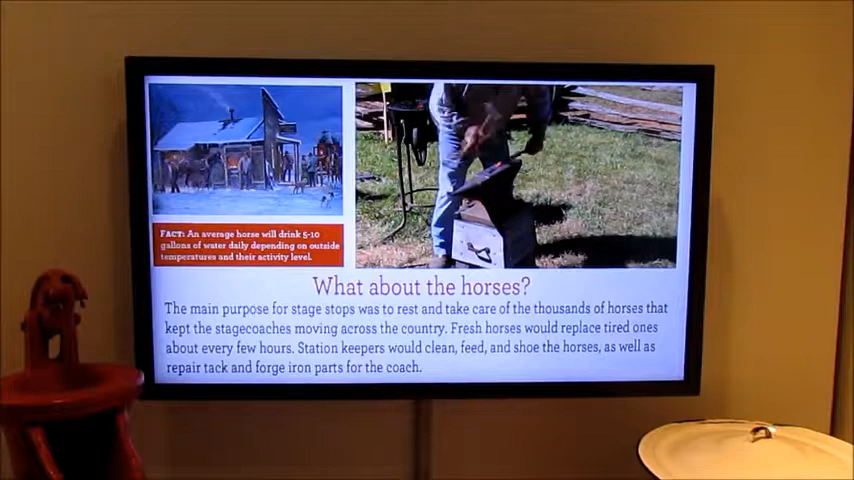 FACT: An average horse will drink 5-10
gallons of water daily depending on outside
temperatures and their activity level.
What about the horses?
The main purpose for stage stops was to rest and take care of the thousands of horses that
kept the stagecoaches moving across the country. Fresh horses would replace tired ones
about every few hours. Station keepers would clean, feed, and shoe the horses, as well as
repair tack and forge iron parts for the coach.